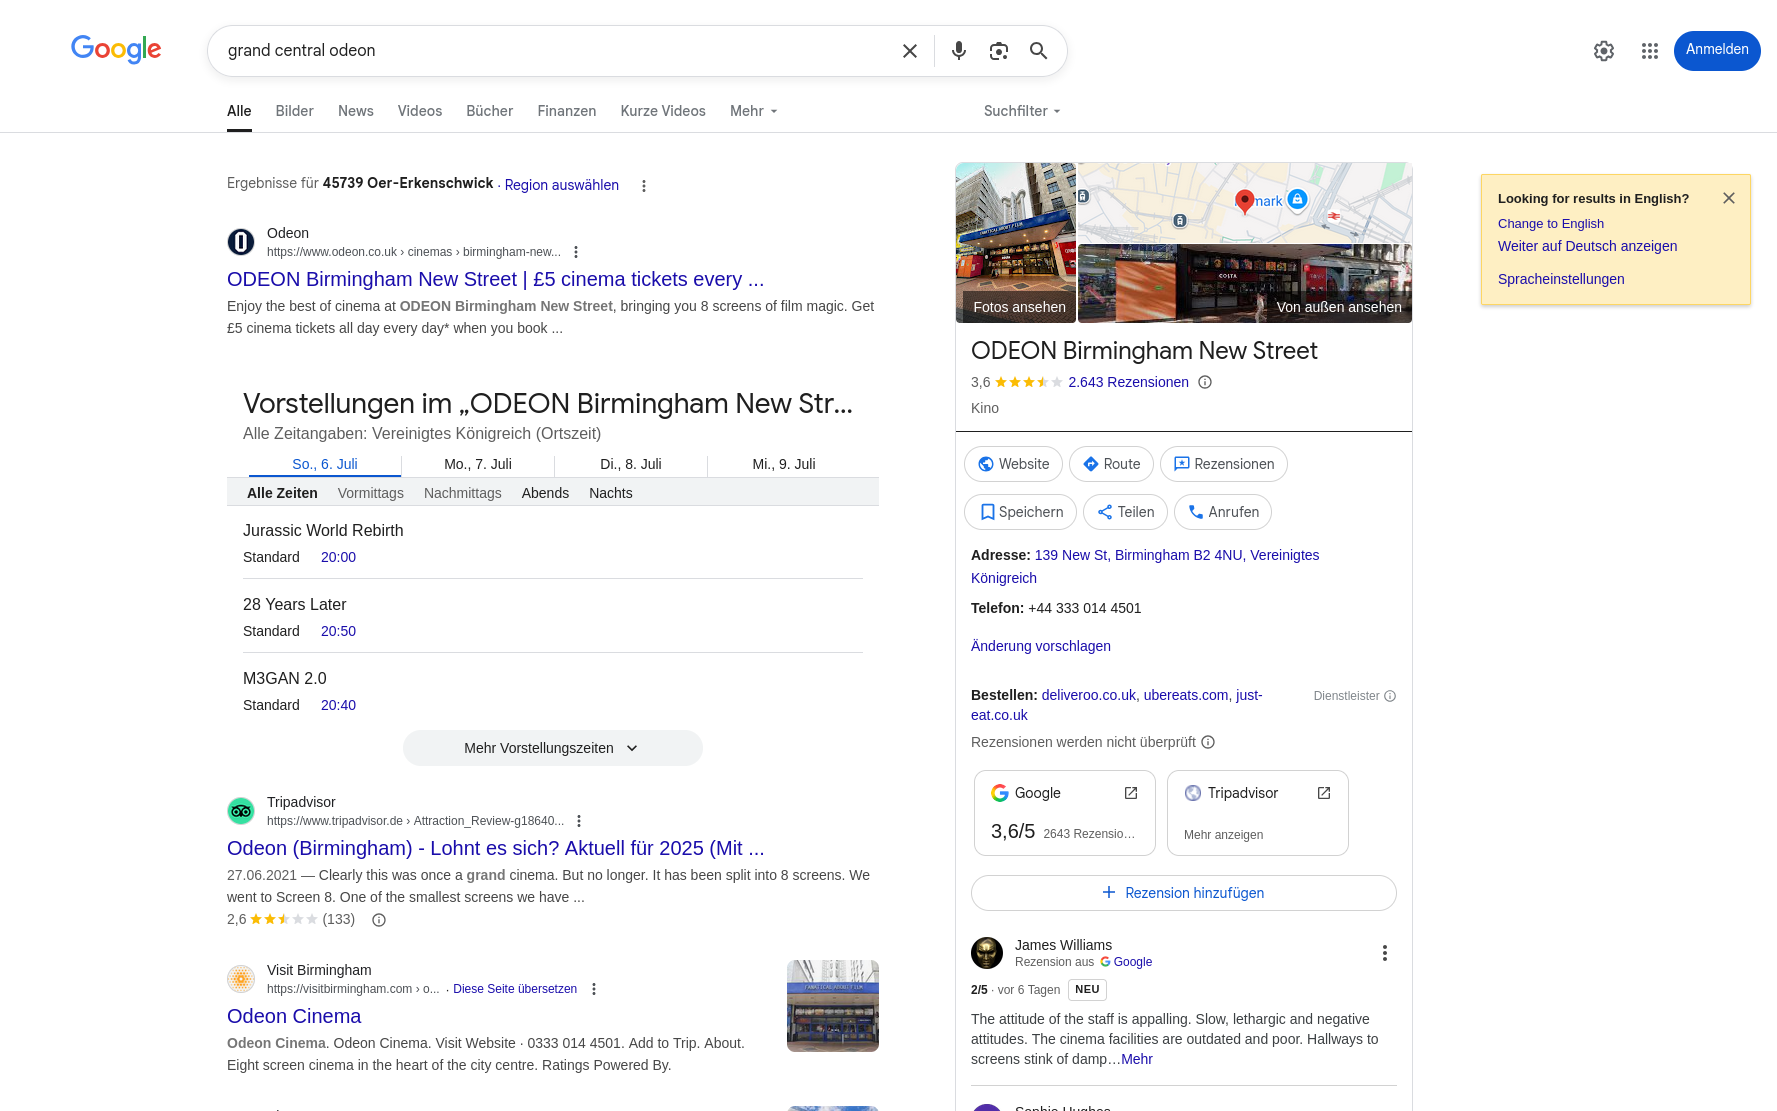 Google
grand central odeon
Anmelden
Alle Bilder News Videos Bücher Finanzen Kurze Videos Mehr Suchfilter
Ergebnisse für 45739 Oer-Erkenschwick · Region auswählen
Odeon
https://www.odeon.co.uk › cinemas › birmingham-new...
ODEON Birmingham New Street | £5 cinema tickets every ...
Enjoy the best of cinema at ODEON Birmingham New Street, bringing you 8 screens of film magic. Get
£5 cinema tickets all day every day* when you book ...
Vorstellungen im „ODEON Birmingham New Str...
Alle Zeitangaben: Vereinigtes Königreich (Ortszeit)
So., 6. Juli Mo., 7. Juli Di., 8. Juli Mi., 9. Juli
Alle Zeiten Vormittags Nachmittags Abends Nachts
Jurassic World Rebirth
Standard 20:00
28 Years Later
Standard 20:50
M3GAN 2.0
Standard 20:40
Mehr Vorstellungszeiten
Tripadvisor
https://www.tripadvisor.de › Attraction_Review-g18640...
Odeon (Birmingham) - Lohnt es sich? Aktuell für 2025 (Mit ...
27.06.2021 — Clearly this was once a grand cinema. But no longer. It has been split into 8 screens. We
went to Screen 8. One of the smallest screens we have ...
2,6 (133)
Visit Birmingham
https://visitbirmingham.com › o... · Diese Seite übersetzen
Odeon Cinema
Odeon Cinema. Odeon Cinema. Visit Website · 0333 014 4501. Add to Trip. About.
Eight screen cinema in the heart of the city centre. Ratings Powered By.
FANATICAL ABOUT FILM
FANATICAL ABOUT FILM
Fotos ansehen
COSTA
Von außen ansehen
ODEON Birmingham New Street
3,6 2.643 Rezensionen
Kino
Website Route Rezensionen
Speichern Teilen Anrufen
Adresse: 139 New St, Birmingham B2 4NU, Vereinigtes
Königreich
Telefon: +44 333 014 4501
Änderung vorschlagen
Bestellen: deliveroo.co.uk, ubereats.com, just-
eat.co.uk
Dienstleister
Rezensionen werden nicht überprüft
Google
3,6/5 2643 Rezensio...
Tripadvisor
Mehr anzeigen
Rezension hinzufügen
James Williams
Rezension aus Google
2/5 · vor 6 Tagen NEU
The attitude of the staff is appalling. Slow, lethargic and negative
attitudes. The cinema facilities are outdated and poor. Hallways to
screens stink of damp…Mehr
Looking for results in English?
Change to English
Weiter auf Deutsch anzeigen
Spracheinstellungen